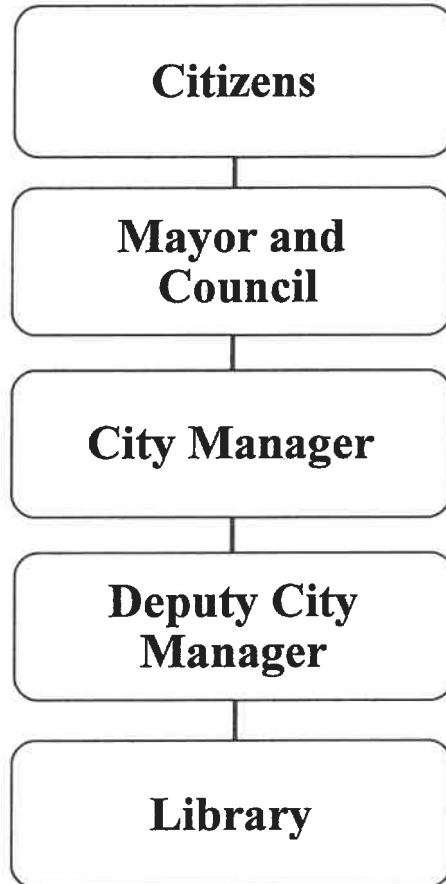 Citizens
Mayor and
Council
City Manager
Deputy City
Manager
Library